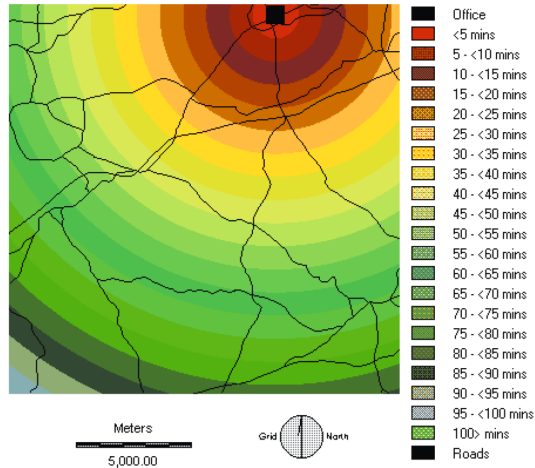 Office
<5 mins
5 - <10 mins
10 - <15 mins
15 - <20 mins
20 - <25 mins
25 - <30 mins
30 - <35 mins
35 - <40 mins
40 - <45 mins
45 - <50 mins
50 - <55 mins
55 - <60 mins
60 - <65 mins
65 - <70 mins
70 - <75 mins
75 - <80 mins
80 - <85 mins
85 - <90 mins
90 - <95 mins
95 - <100 mins
100> mins
Roads
Meters
5,000.00
Grid North